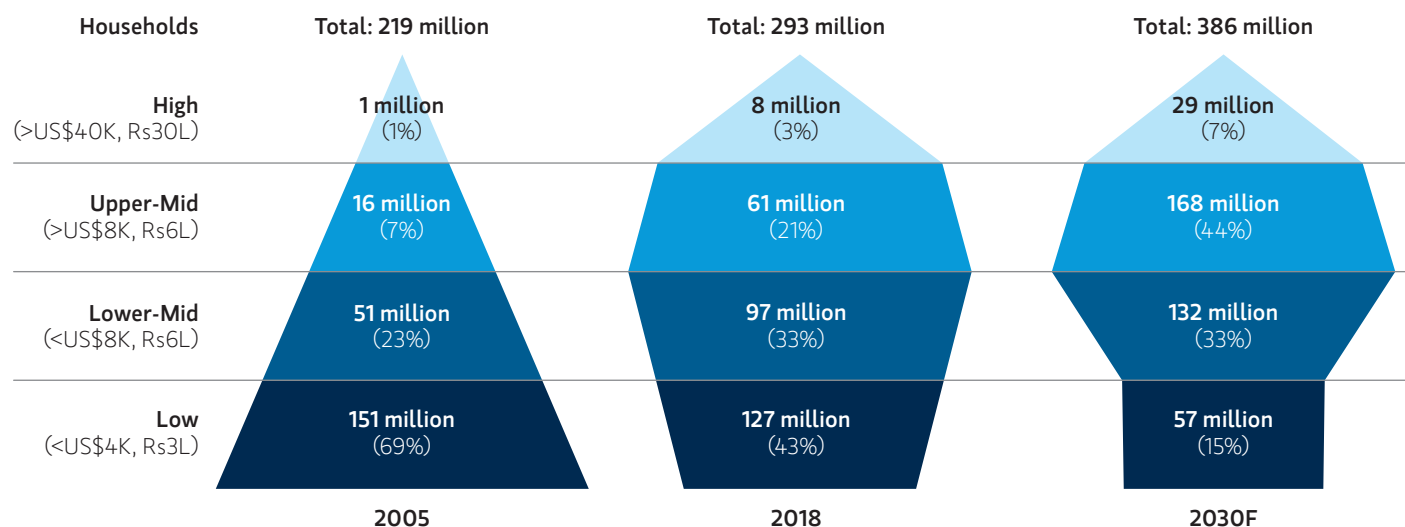 Households
Total: 219 million
Total: 293 million
Total: 386 million
High
(>US$40K, Rs30L)
1 million
(1%)
8 million
(3%)
29 million
(7%)
Upper-Mid
(>US$8K, Rs6L)
16 million
(7%)
61 million
(21%)
168 million
(44%)
Lower-Mid
(<US$8K, Rs6L)
51 million
(23%)
97 million
(33%)
132 million
(33%)
Low
(<US$4K, Rs3L)
151 million
(69%)
127 million
(43%)
57 million
(15%)
2005
2018
2030F